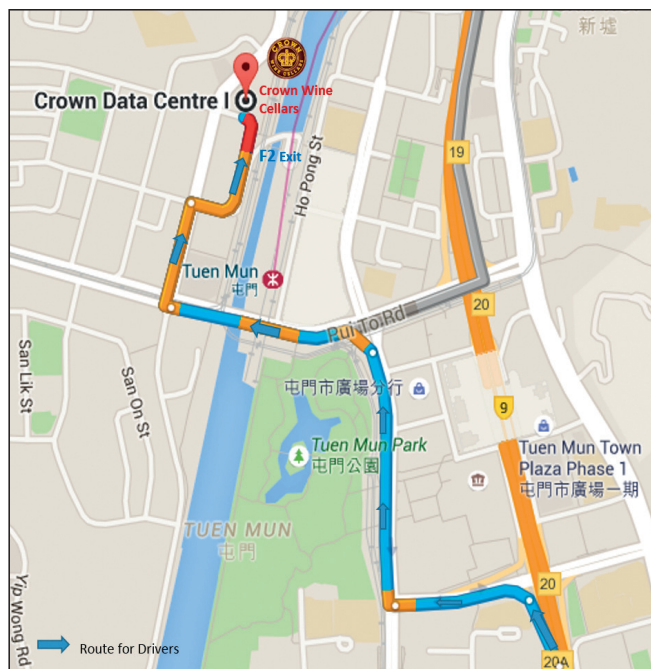 新墟
CROWN
WINE CELLARS
Crown Data Centre I
Crown Wine
Cellars
F2 Exit
Ho Pong St
19
Tuen Mun
屯門
20
Pui To Rd
San Lik St
San On St
屯門市廣場分行
9
Tuen Mun Park
屯門公園
Tuen Mun Town
Plaza Phase 1
屯門市廣場一期
TUEN MUN
屯門
20
Yip Wong Rd
Route for Drivers
20A